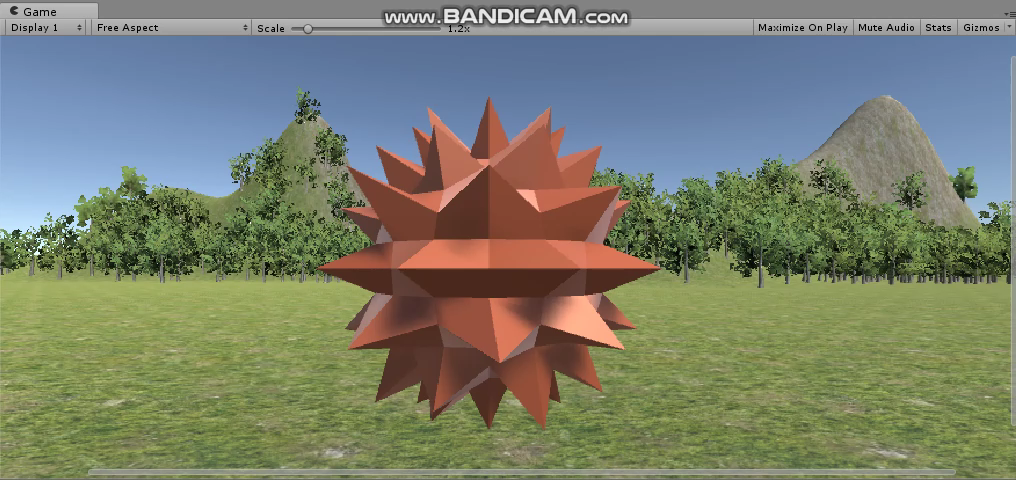 www.BANDICAM.com
Game
Display 1 Free Aspect Scale 1.2x Maximize On Play Mute Audio Stats Gizmos